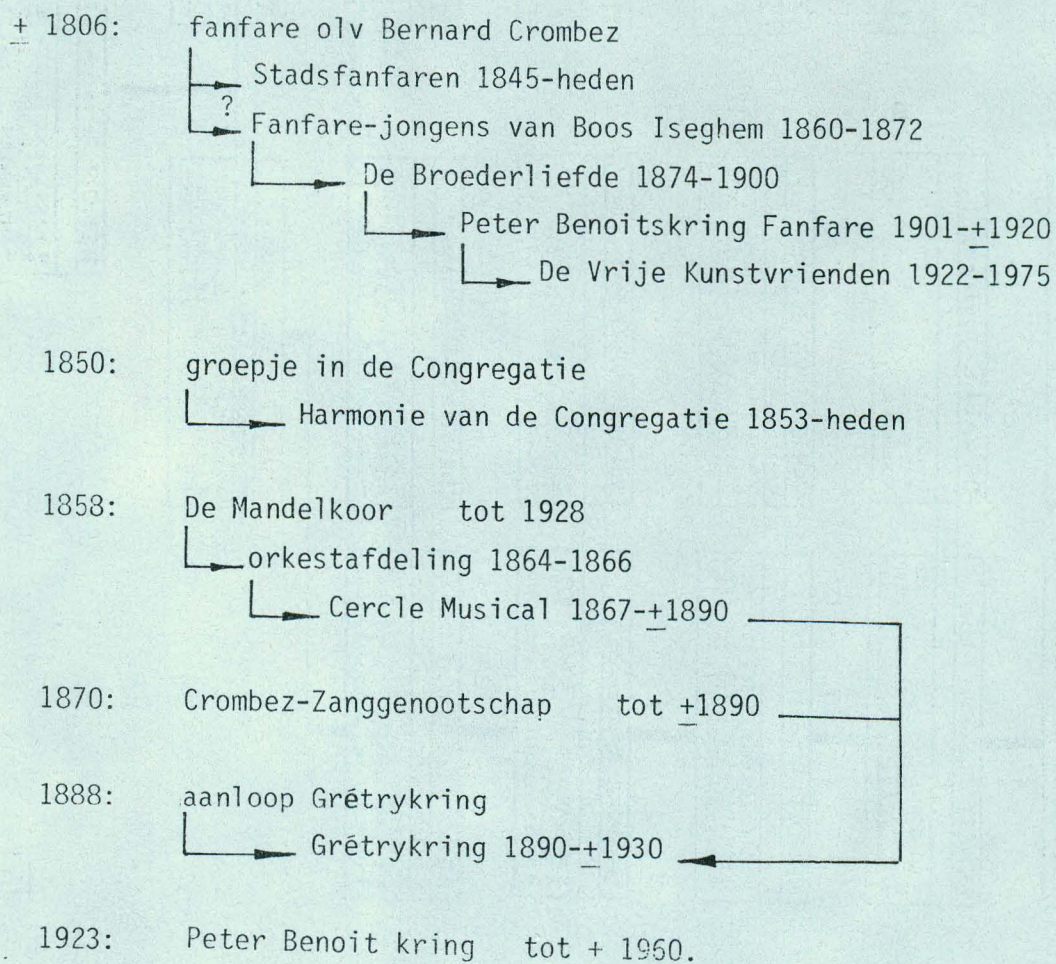 ± 1806: fanfare olv Bernard Crombez
Stadsfanfaren 1845-heden
? Fanfare-jongens van Boos Iseghem 1860-1872
De Broederliefde 1874-1900
Peter Benoitskring Fanfare 1901-±1920
De Vrije Kunstvrienden 1922-1975
1850: groepje in de Congregatie
Harmonie van de Congregatie 1853-heden
1858: De Mandelkoor tot 1928
orkestafdeling 1864-1866
Cercle Musical 1867-±1890
1870: Crombez-Zanggenootschap tot ±1890
1888: aanloop Grétrykring
Grétrykring 1890-±1930
1923: Peter Benoit kring tot + 1960.